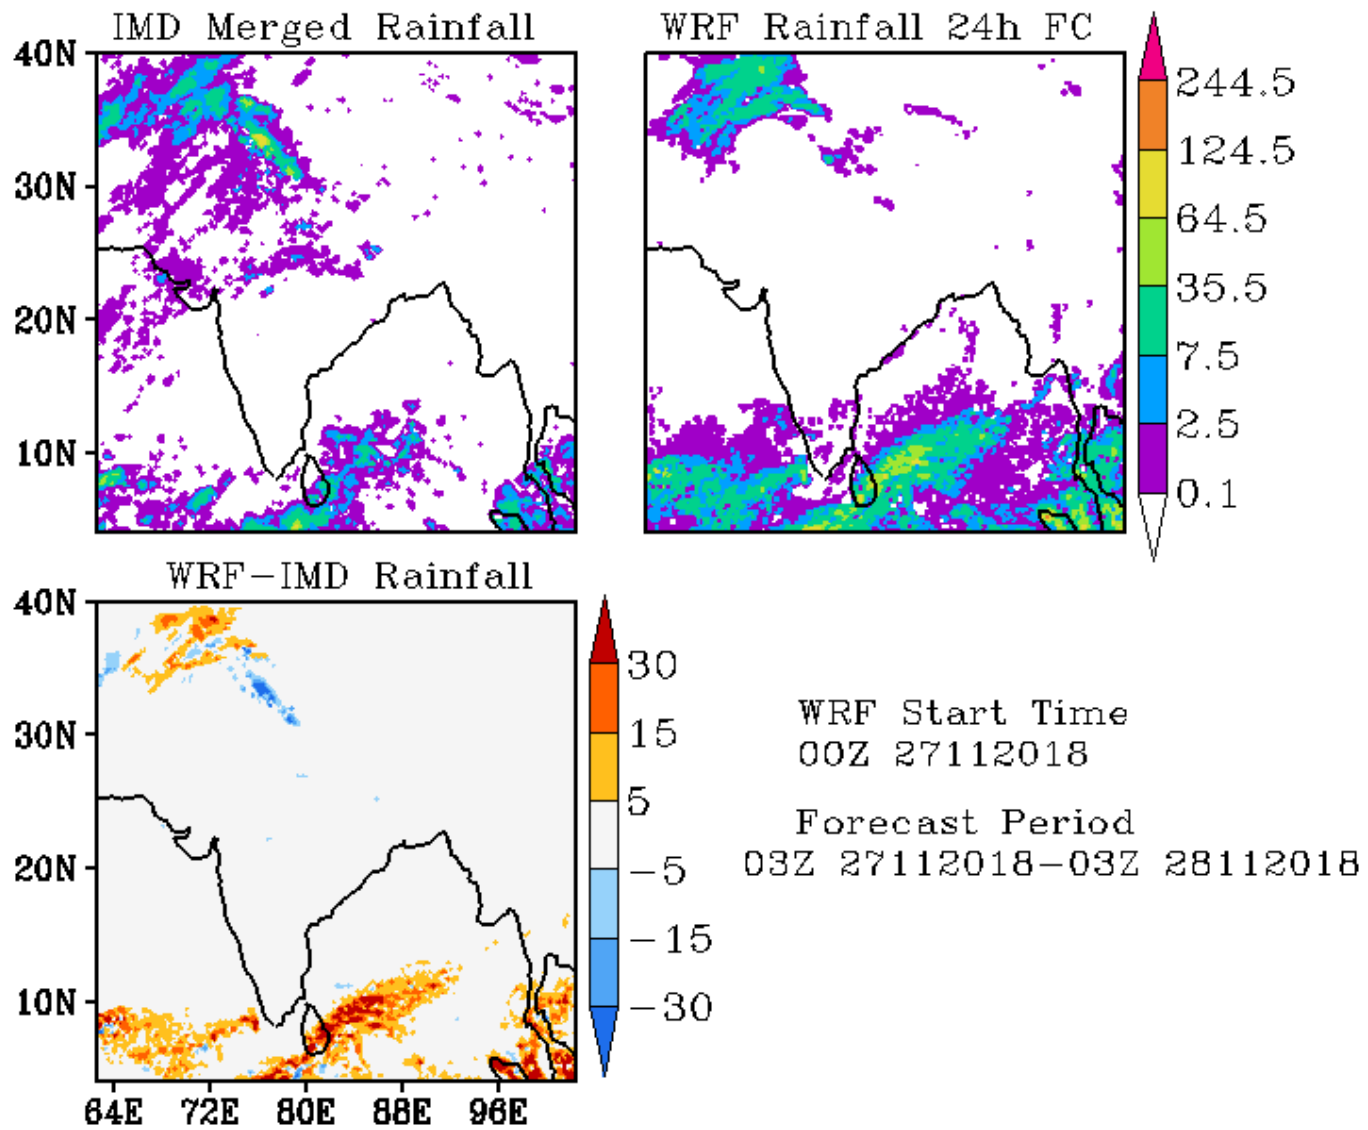 IMD Merged Rainfall
WRF Rainfall 24h FC
40N
30N
20N
10N
244.5
124.5
64.5
35.5
7.5
2.5
0.1
WRF-IMD Rainfall
40N
30N
20N
10N
64E 72E 80E 88E 96E
30
15
5
-5
-15
-30
WRF Start Time
00Z 27112018
Forecast Period
03Z 27112018-03Z 28112018